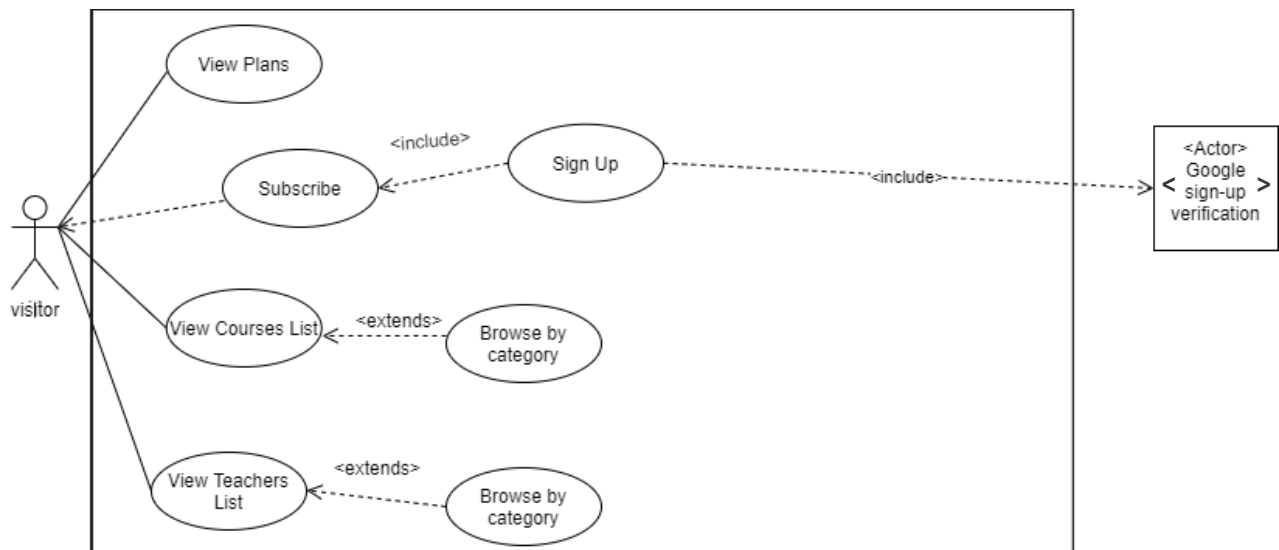 View Plans
<include>
Sign Up
Subscribe
<include>
<Actor>
Google
< sign-up >
verification
visitor
View Courses List
<extends>
Browse by
category
View Teachers
List
<extends>
Browse by
category